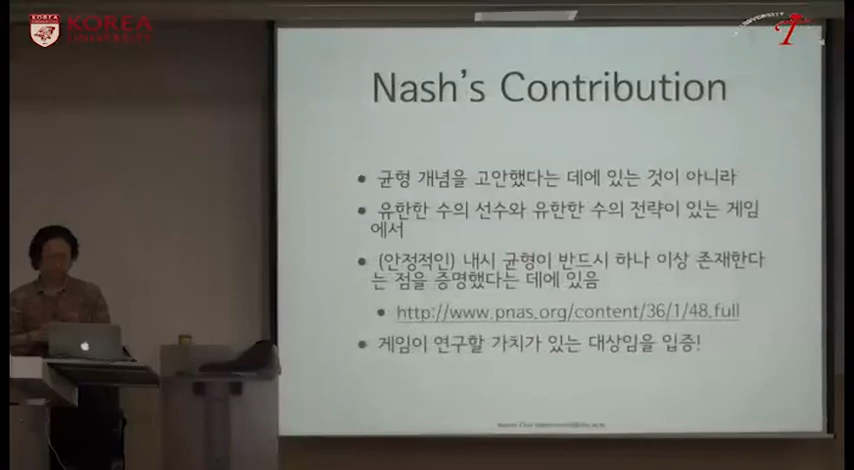 KOREA
UNIVERSITY
UNIVERSITY
Nash's Contribution
• 균형 개념을 고안했다는 데에 있는 것이 아니라
• 유한한 수의 선수와 유한한 수의 전략이 있는 게임
에서
• (안정적인) 내시 균형이 반드시 하나 이상 존재한다
는 점을 증명했다는 데에 있음
• http://www.pnas.org/content/36/1/48.full
• 게임이 연구할 가치가 있는 대상임을 입증!